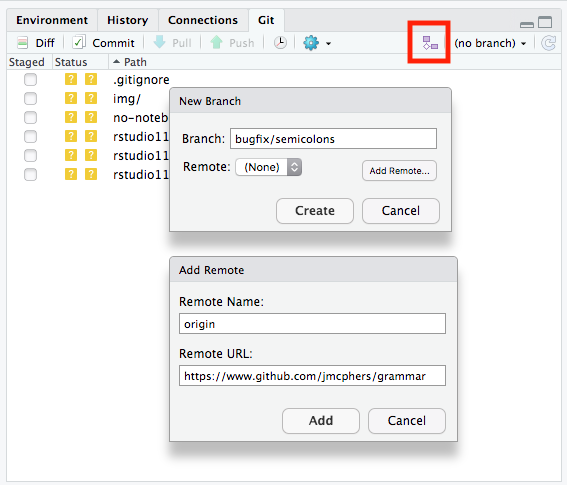 Environment History Connections Git
Diff Commit Pull Push (no branch)
Staged Status Path
? ? .gitignore
? ? img/
? ? no-noteb
? ? rstudio11
? ? rstudio11
? ? rstudio11
New Branch
Branch: bugfix/semicolons
Remote: (None) Add Remote...
Create Cancel
Add Remote
Remote Name:
origin
Remote URL:
https://www.github.com/jmcphers/grammar
Add Cancel